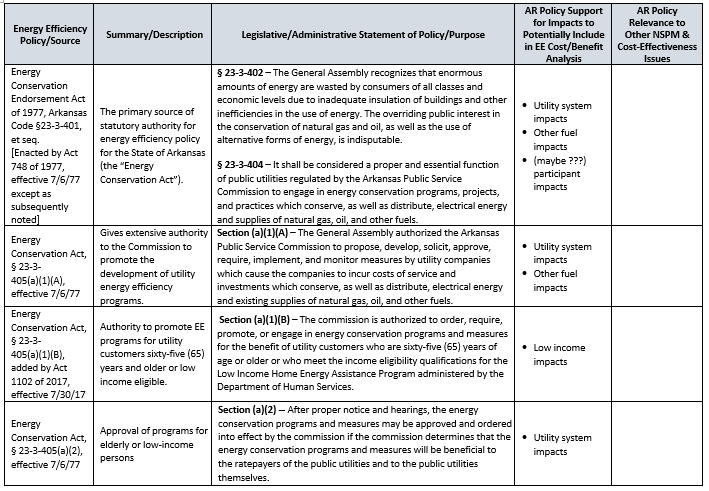 Energy Efficiency
Policy/Source
Summary/Description
Legislative/Administrative Statement of Policy/Purpose
AR Policy Support
for Impacts to
Potentially Include
in EE Cost/Benefit
Analysis
AR Policy
Relevance to
Other NSPM &
Cost-Effectiveness
Issues
Energy
Conservation
Endorsement Act
of 1977, Arkansas
Code §23-3-401,
et seq.
[Enacted by Act
748 of 1977,
effective 7/6/77
except as
subsequently
noted]
The primary source of
statutory authority for
energy efficiency policy
for the State of Arkansas
(the “Energy
Conservation Act”).
§ 23-3-402 – The General Assembly recognizes that enormous
amounts of energy are wasted by consumers of all classes and
economic levels due to inadequate insulation of buildings and other
inefficiencies in the use of energy. The overriding public interest in
the conservation of natural gas and oil, as well as the use of
alternative forms of energy, is indisputable.
§ 23-3-404 – It shall be considered a proper and essential function
of public utilities regulated by the Arkansas Public Service
Commission to engage in energy conservation programs, projects,
and practices which conserve, as well as distribute, electrical energy
and supplies of natural gas, oil, and other fuels.
• Utility system
impacts
• Other fuel
impacts
• (maybe ???)
participant
impacts
Energy
Conservation Act,
§ 23-3-
405(a)(1)(A),
effective 7/6/77
Gives extensive authority
to the Commission to
promote the
development of utility
energy efficiency
programs.
Section (a)(1)(A) – The General Assembly authorized the Arkansas
Public Service Commission to propose, develop, solicit, approve,
require, implement, and monitor measures by utility companies
which cause the companies to incur costs of service and
investments which conserve, as well as distribute, electrical energy
and existing supplies of natural gas, oil, and other fuels.
• Utility system
impacts
• Other fuel
impacts
Energy
Conservation Act,
§ 23-3-
405(a)(1)(B),
added by Act
1102 of 2017,
effective 7/30/17
Authority to promote EE
programs for utility
customers sixty-five (65)
years and older or low
income eligible.
Section (a)(1)(B) – The commission is authorized to order, require,
promote, or engage in energy conservation programs and measures
for the benefit of utility customers who are sixty-five (65) years of
age or older or who meet the income eligibility qualifications for the
Low Income Home Energy Assistance Program administered by the
Department of Human Services.
• Low income
impacts
Energy
Conservation Act,
§ 23-3-405(a)(2),
effective 7/6/77
Approval of programs for
elderly or low-income
persons
Section (a)(2) – After proper notice and hearings, the energy
conservation programs and measures may be approved and ordered
into effect by the commission if the commission determines that the
energy conservation programs and measures will be beneficial to
the ratepayers of the public utilities and to the public utilities
themselves.
• Utility system
impacts